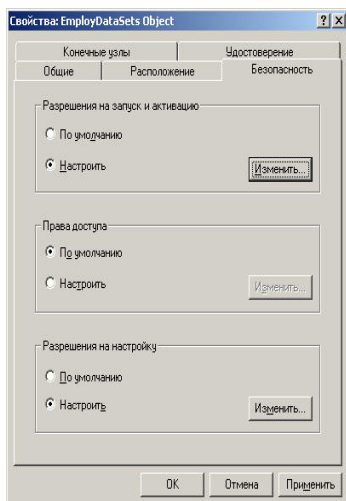 Свойства: EmployDataSets Object
Конечные узлы Удостоверение
Общие Расположение Безопасность
Разрешения на запуск и активацию
По умолчанию
Настроить
Изменить...
Права доступа
По умолчанию
Настроить
Изменить...
Разрешения на настройку
По умолчанию
Настроить
Изменить...
OK Отмена Применить